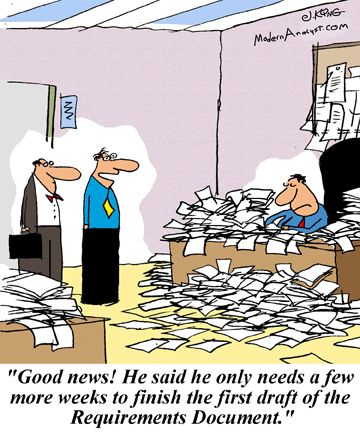 J.King
ModernAnalyst.com
"Good news! He said he only needs a few
more weeks to finish the first draft of the
Requirements Document."